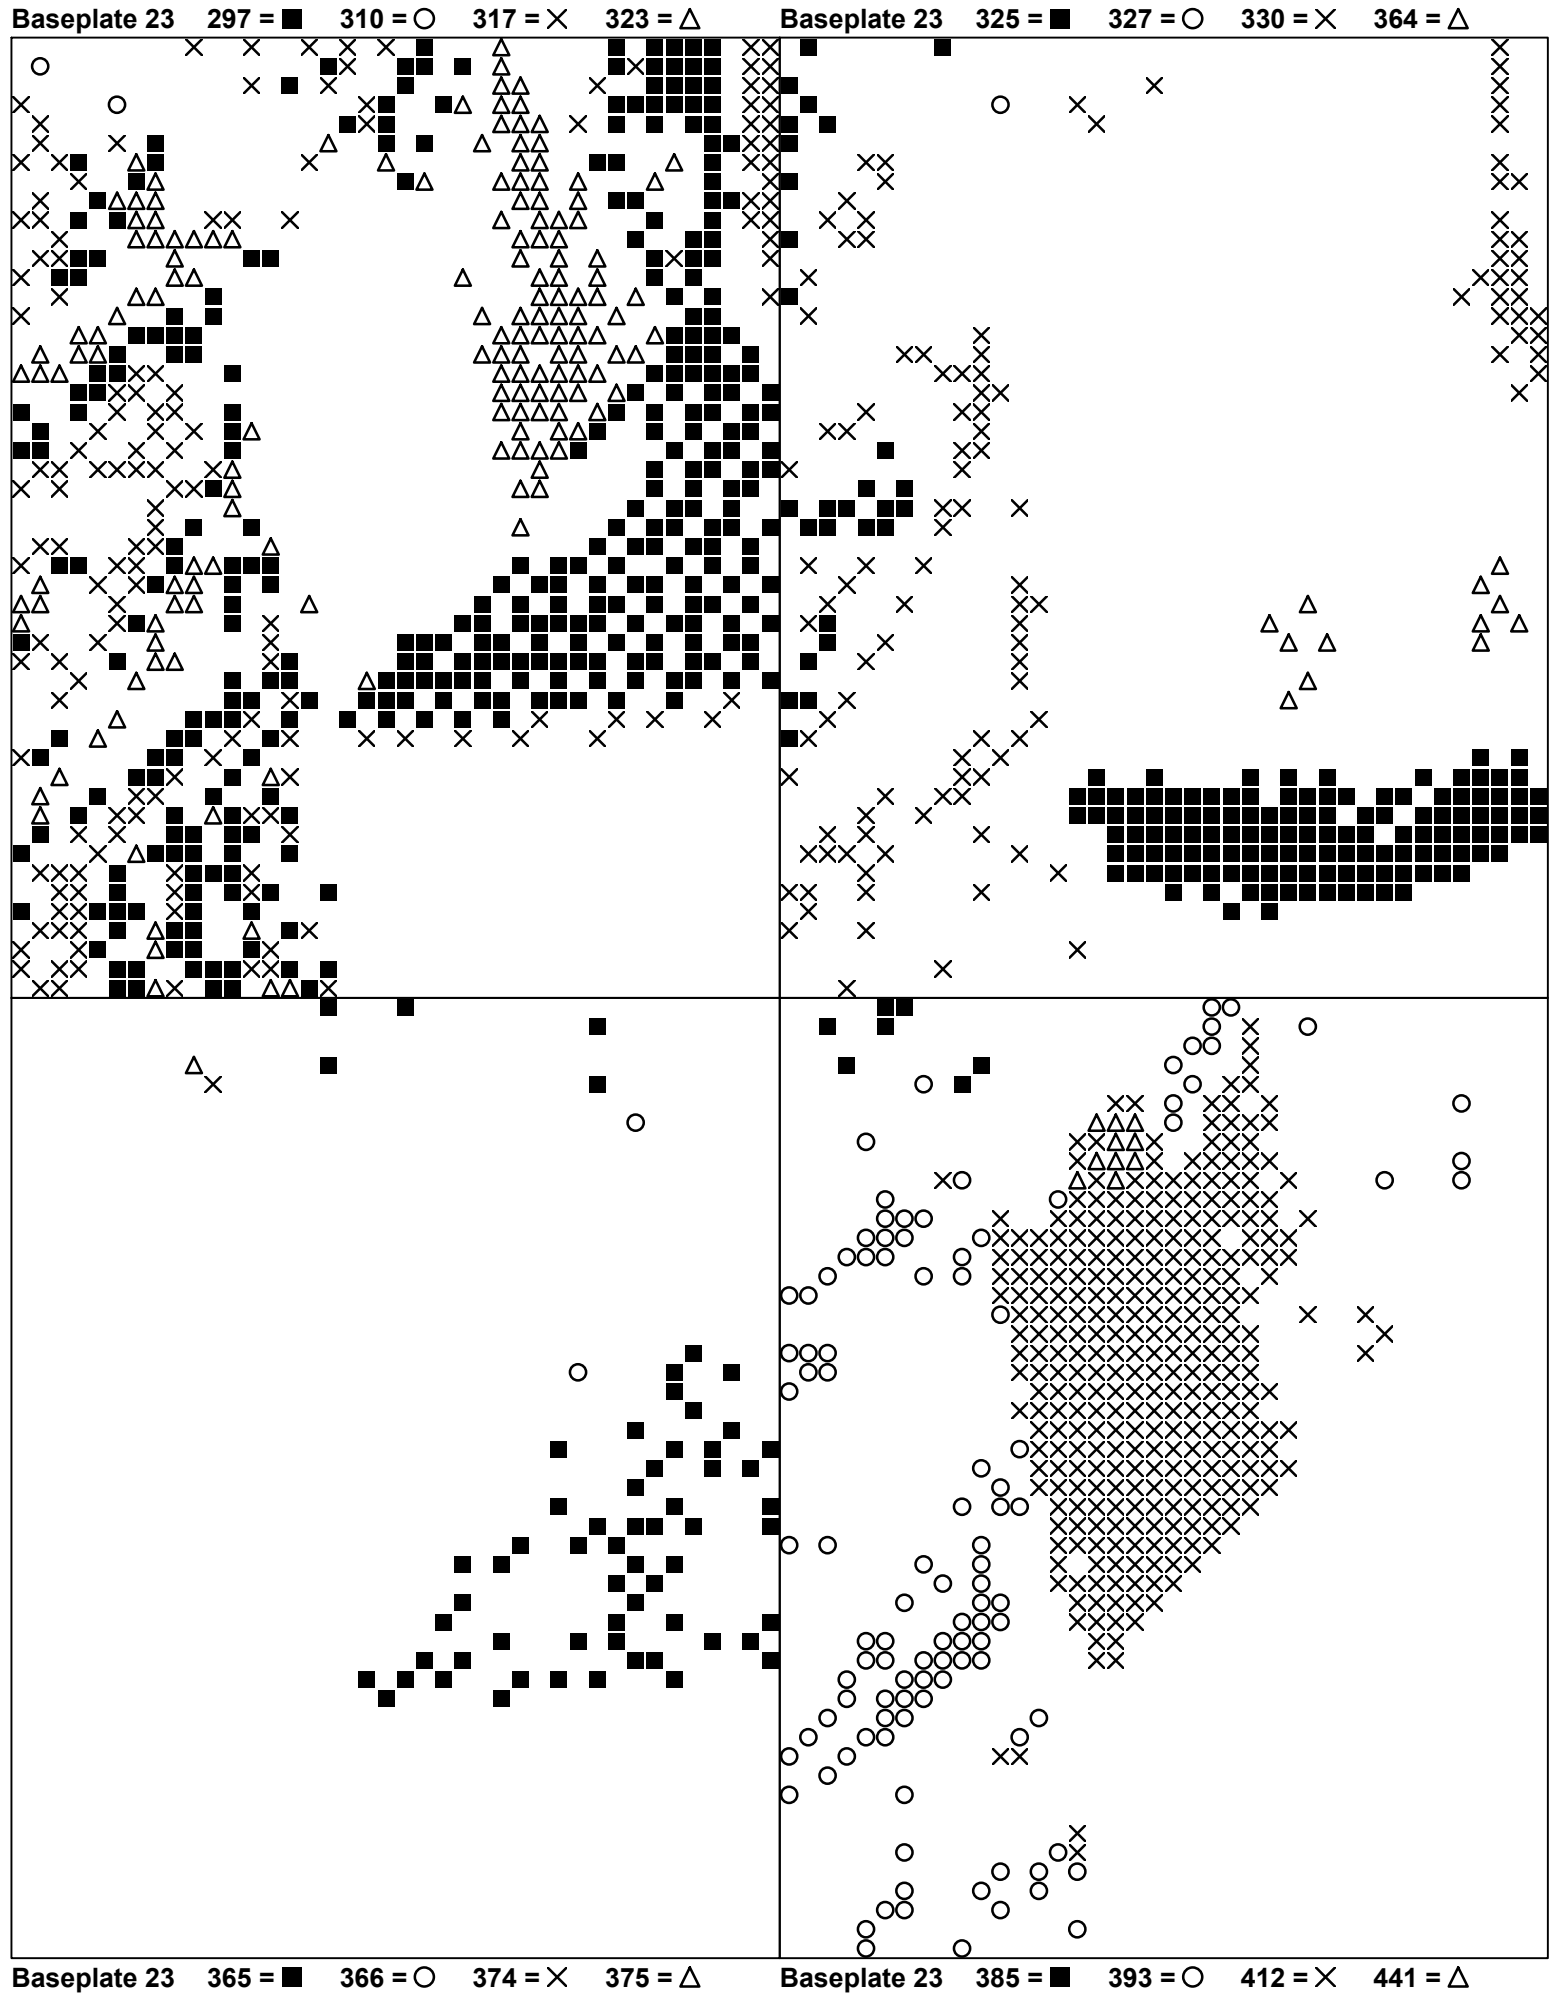 Baseplate 23 297 = ■ 310 = ○ 317 = × 323 = △
Baseplate 23 325 = ■ 327 = ○ 330 = × 364 = △
Baseplate 23 365 = ■ 366 = ○ 374 = × 375 = △
Baseplate 23 385 = ■ 393 = ○ 412 = × 441 = △